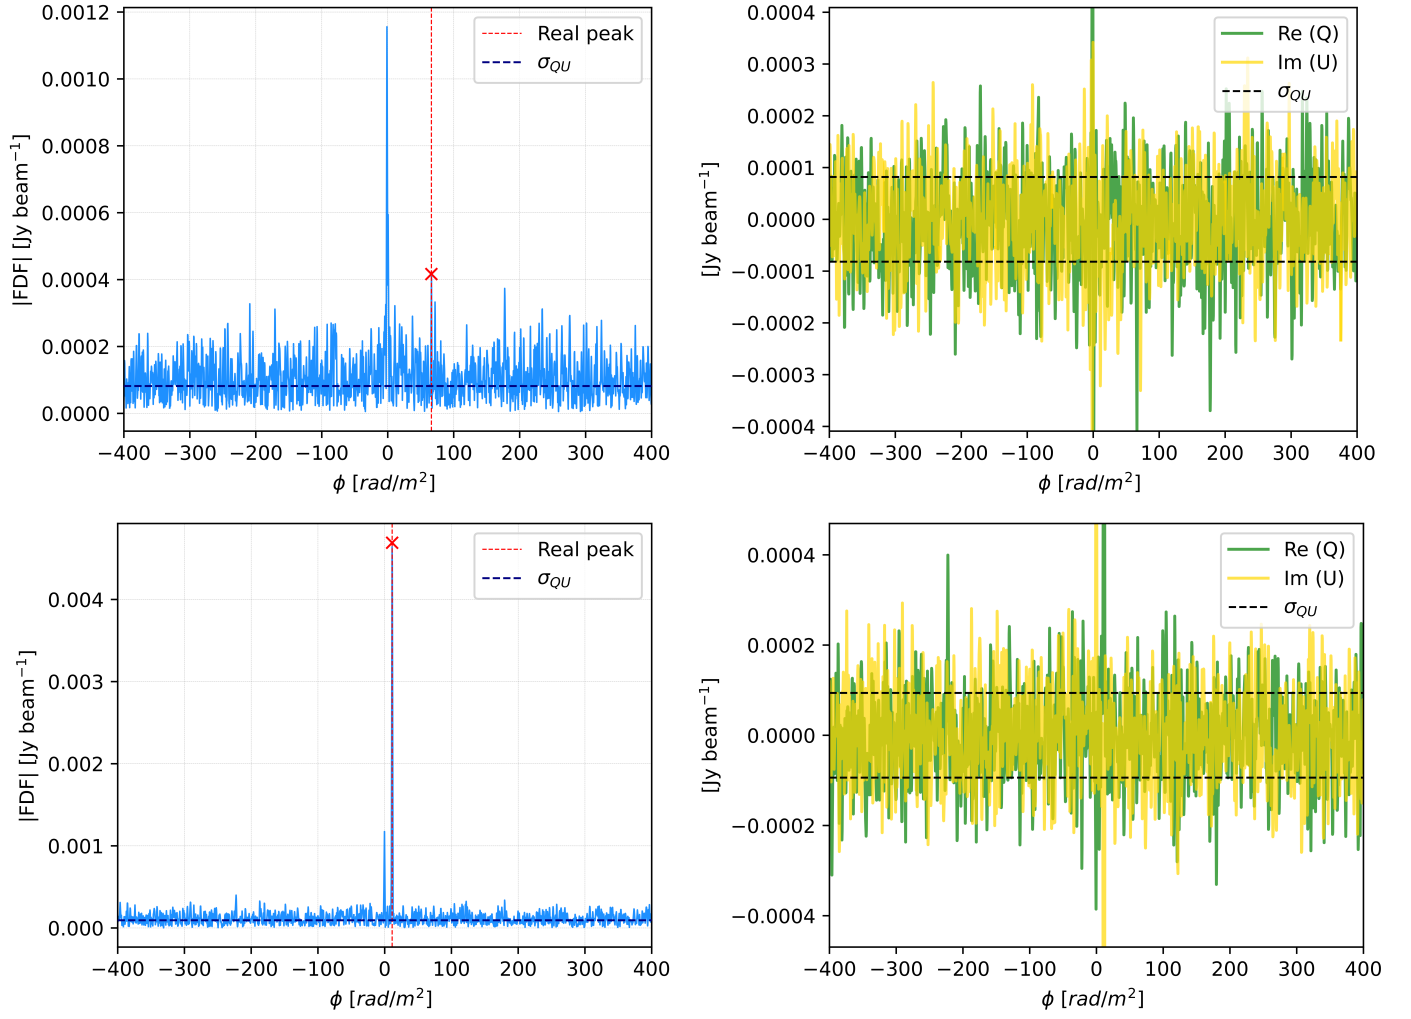 0.0012
0.0010
0.0008
0.0006
0.0004
0.0002
0.0000
|FDF| [Jy beam⁻¹]
−400 −300 −200 −100 0 100 200 300 400
ϕ [rad/m²]
Real peak
σ_QU
0.0004
0.0003
0.0002
0.0001
0.0000
−0.0001
−0.0002
−0.0003
−0.0004
[Jy beam⁻¹]
−400 −300 −200 −100 0 100 200 300 400
ϕ [rad/m²]
Re (Q)
Im (U)
σ_QU
0.004
0.003
0.002
0.001
0.000
|FDF| [Jy beam⁻¹]
−400 −300 −200 −100 0 100 200 300 400
ϕ [rad/m²]
Real peak
σ_QU
0.0004
0.0002
0.0000
−0.0002
−0.0004
[Jy beam⁻¹]
−400 −300 −200 −100 0 100 200 300 400
ϕ [rad/m²]
Re (Q)
Im (U)
σ_QU